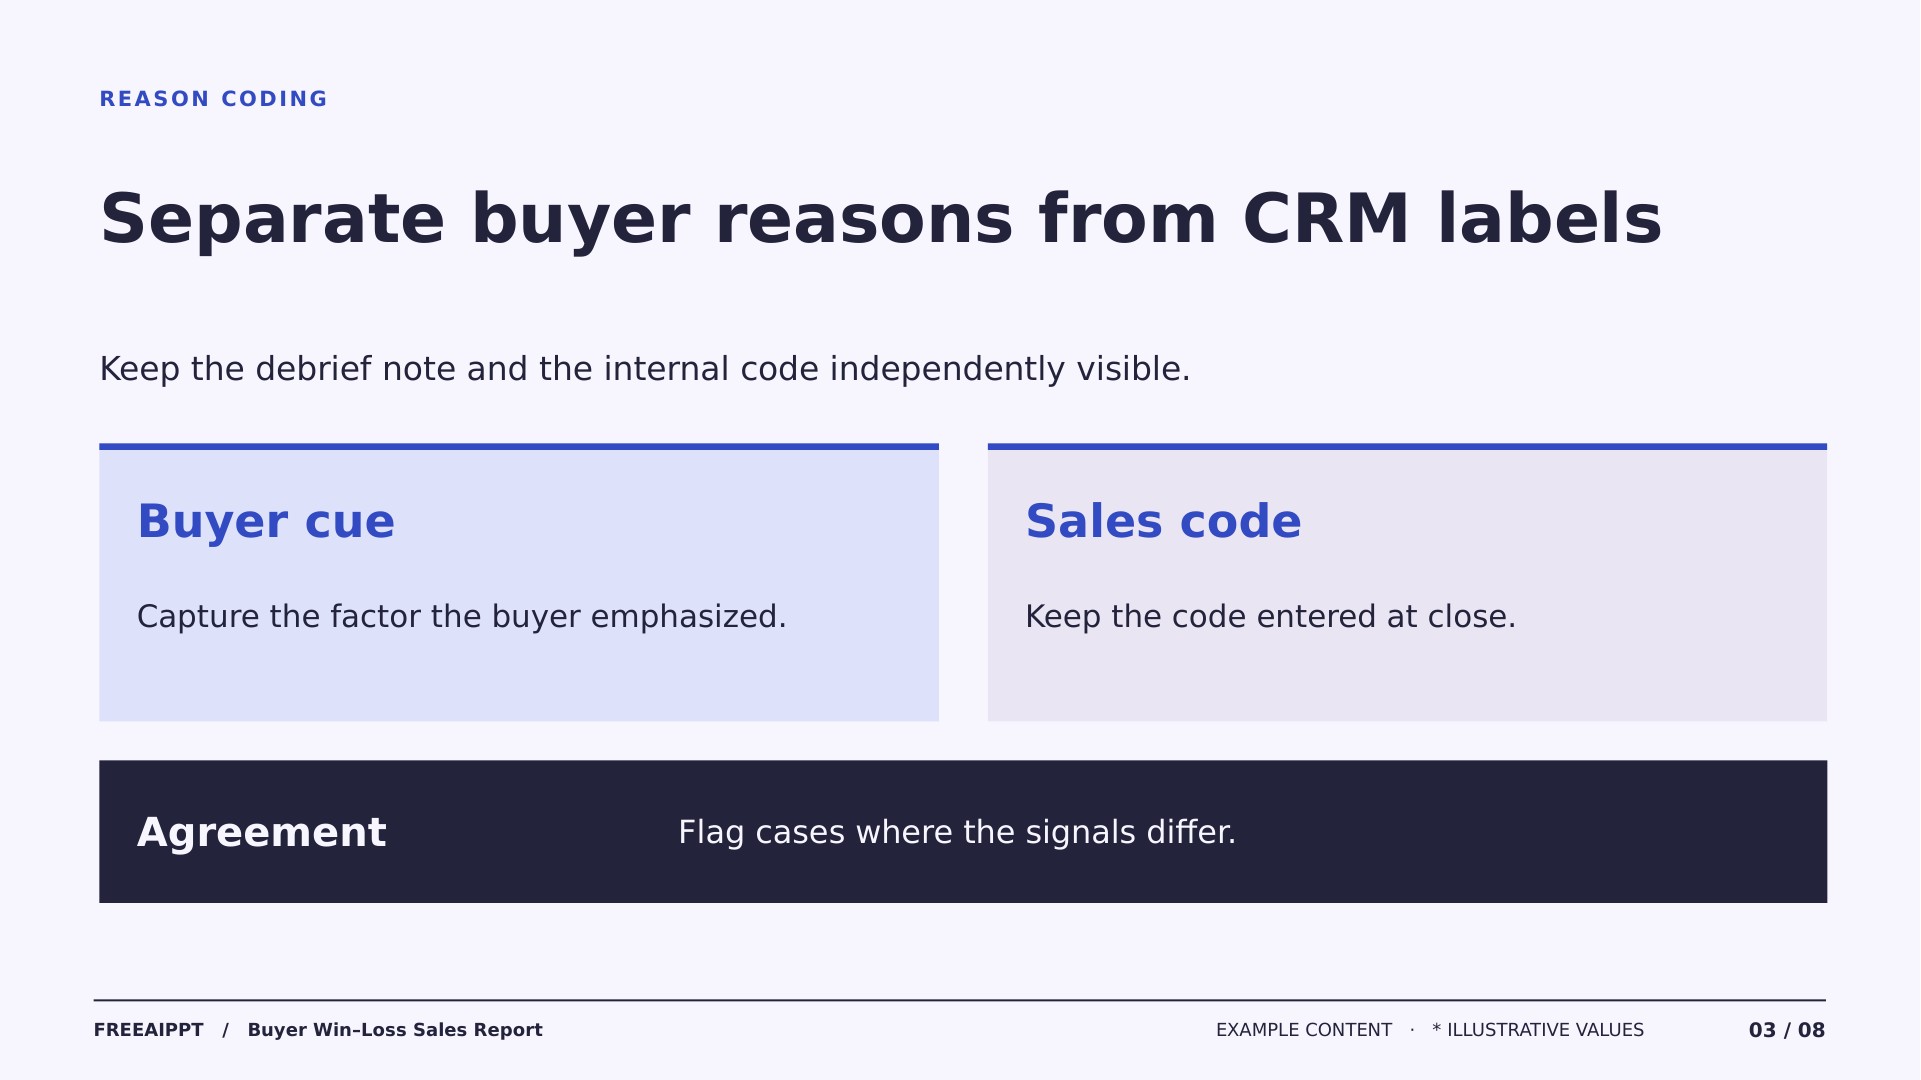 REASON CODING
Separate buyer reasons from CRM labels
Keep the debrief note and the internal code independently visible.
Buyer cue
Capture the factor the buyer emphasized.
Sales code
Keep the code entered at close.
Agreement
Flag cases where the signals differ.
FREEAIPPT / Buyer Win–Loss Sales Report
EXAMPLE CONTENT · * ILLUSTRATIVE VALUES
03 / 08